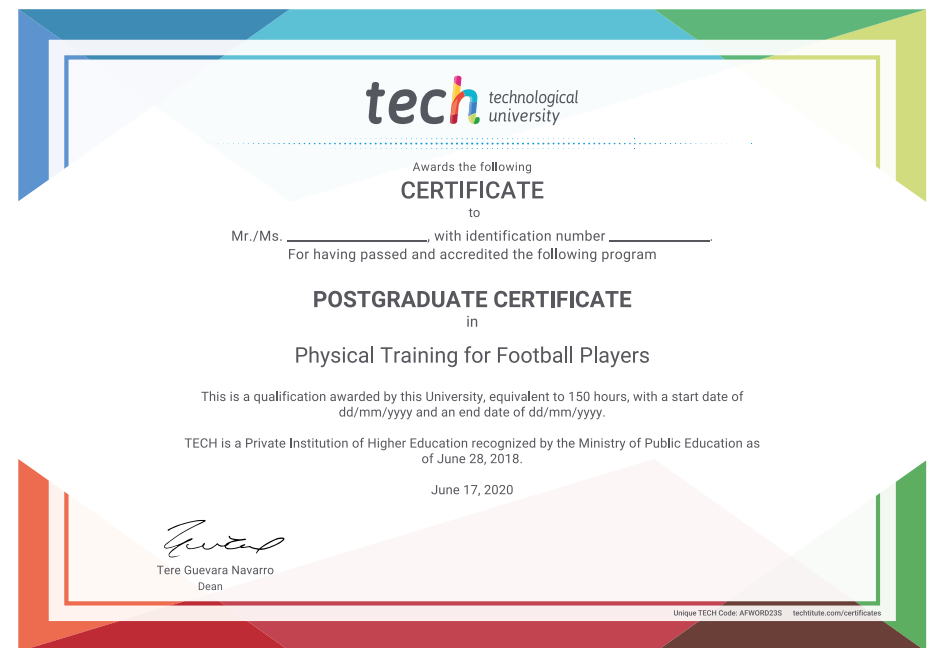 tech technological
university
Awards the following
CERTIFICATE
to
Mr./Ms. ____________________, with identification number ______________.
For having passed and accredited the following program
POSTGRADUATE CERTIFICATE
in
Physical Training for Football Players
This is a qualification awarded by this University, equivalent to 150 hours, with a start date of
dd/mm/yyyy and an end date of dd/mm/yyyy.
TECH is a Private Institution of Higher Education recognized by the Ministry of Public Education as
of June 28, 2018.
June 17, 2020
Tere Guevara Navarro
Dean
Unique TECH Code: AFWORD23S techtitute.com/certificates